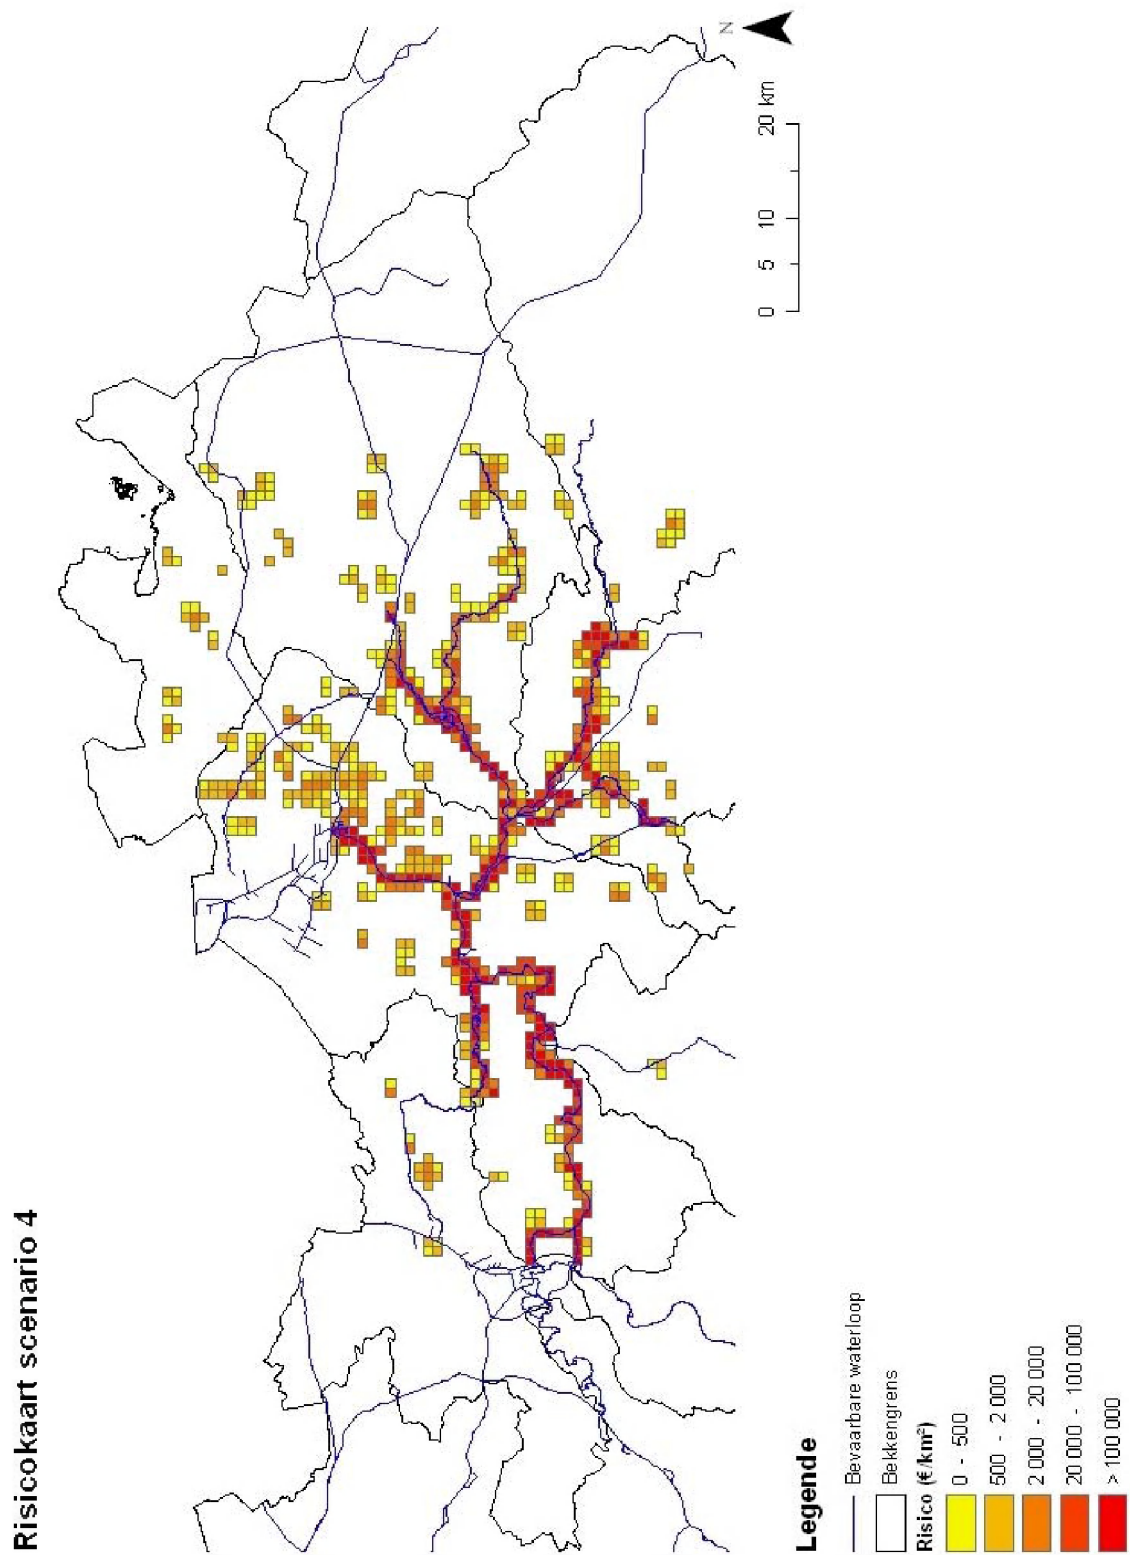 Risicokaart scenario 4
N
0 5 10 20 km
Legende
Bevaarbare waterloop
Bekkengrens
Risico (€/km²)
0 - 500
500 - 2 000
2 000 - 20 000
20 000 - 100 000
> 100 000